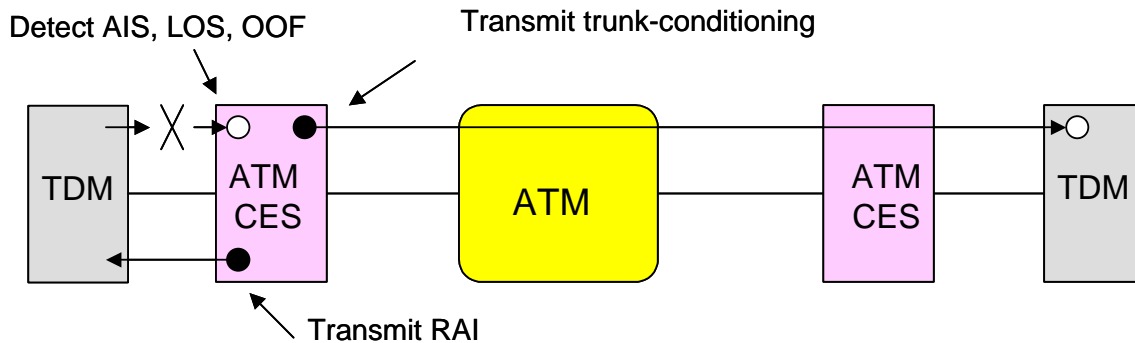 Detect AIS, LOS, OOF
Transmit trunk-conditioning
TDM
ATM
CES
ATM
ATM
CES
TDM
Transmit RAI